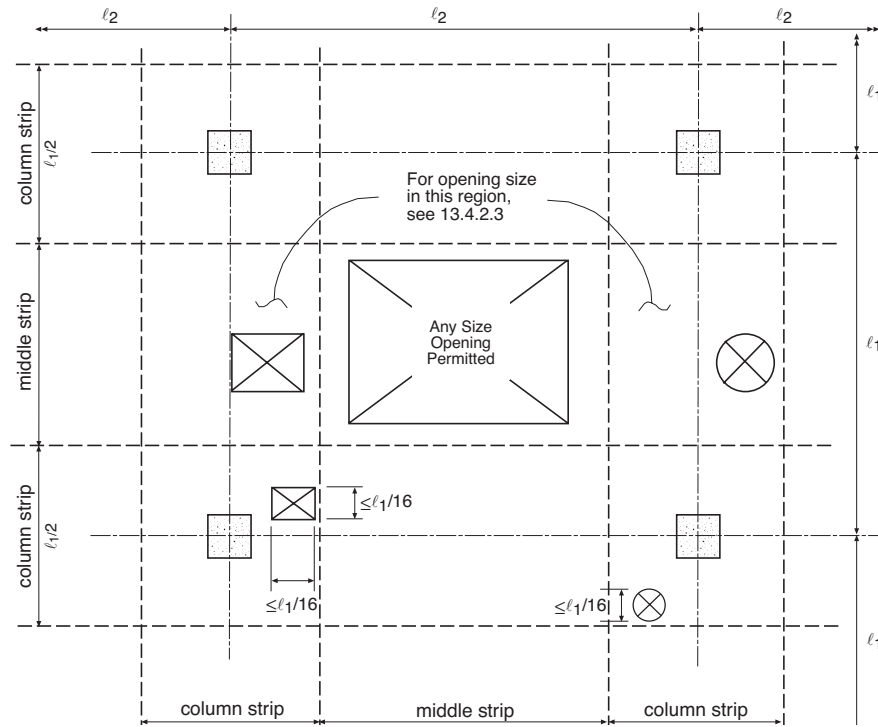 ℓ2
ℓ2
ℓ2
column strip
ℓ1/2
ℓ1
For opening size
in this region,
see 13.4.2.3
middle strip
Any Size
Opening
Permitted
ℓ1
column strip
ℓ1/2
≤ℓ1/16
≤ℓ1/16
≤ℓ1/16
ℓ1
column strip
middle strip
column strip